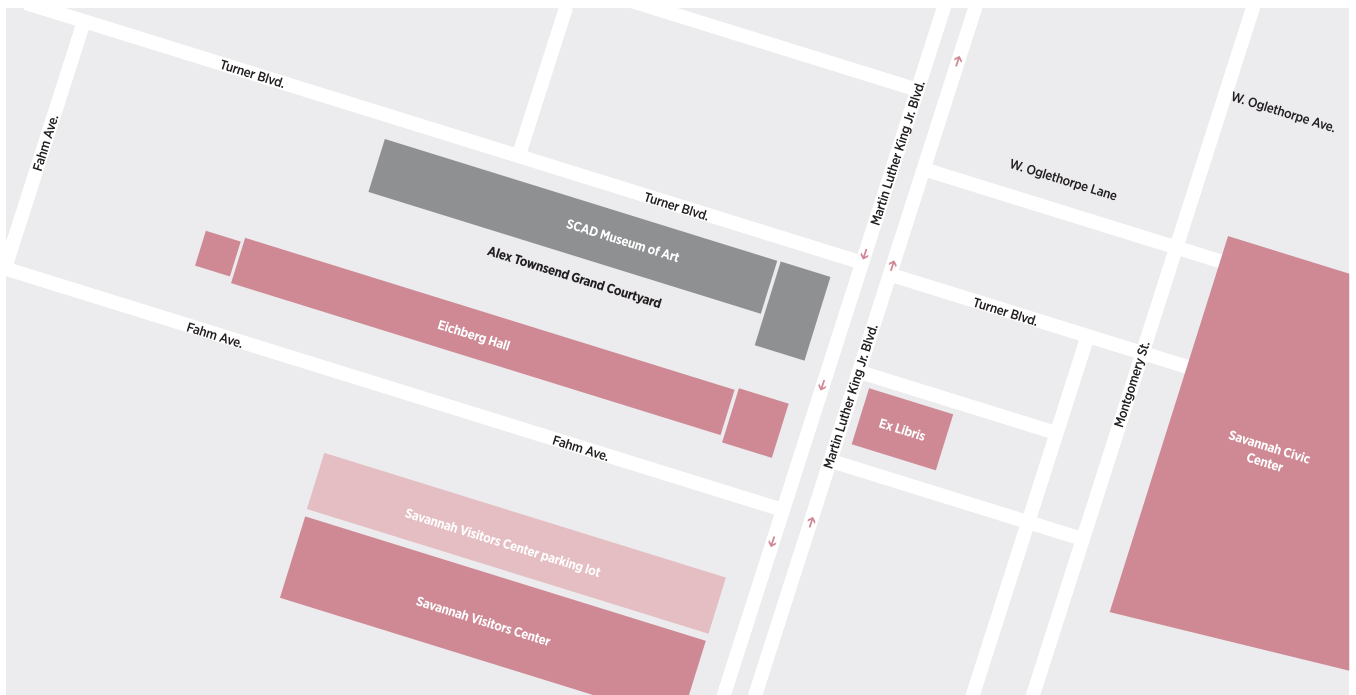 Turner Blvd.
Martin Luther King Jr. Blvd.
W. Oglethorpe Ave.
Fahm Ave.
W. Oglethorpe Lane
Turner Blvd.
SCAD Museum of Art
Alex Townsend Grand Courtyard
Turner Blvd.
Eichberg Hall
Fahm Ave.
Martin Luther King Jr. Blvd.
Montgomery St.
Ex Libris
Savannah Civic
Center
Fahm Ave.
Savannah Visitors Center parking lot
Savannah Visitors Center